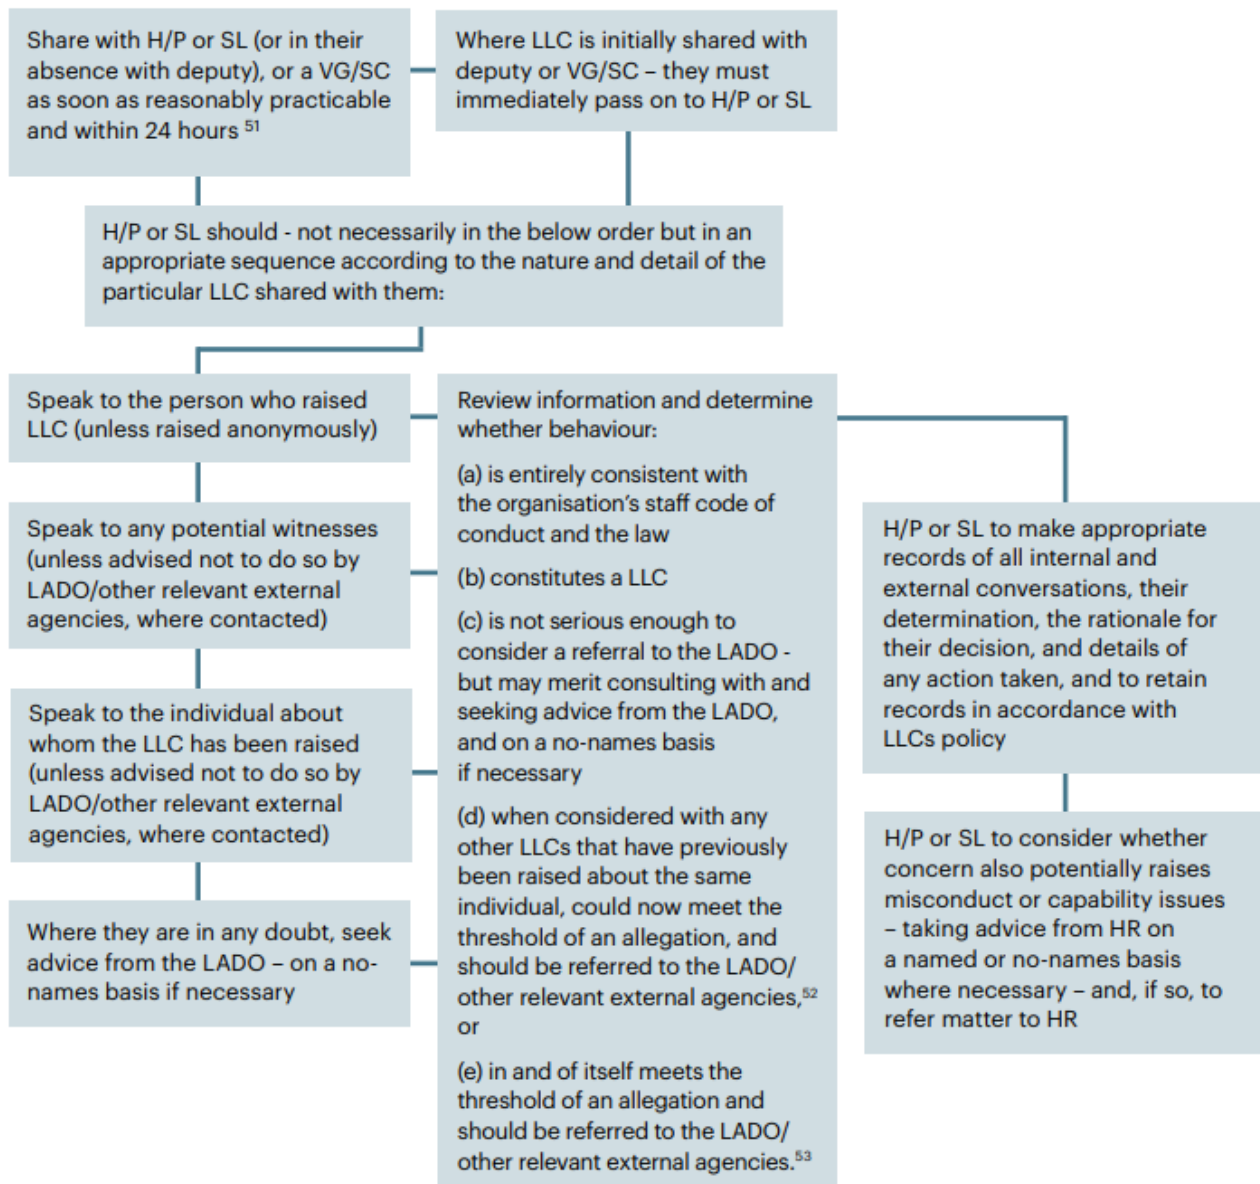 Share with H/P or SL (or in their
absence with deputy), or a VG/SC
as soon as reasonably practicable
and within 24 hours 51
Where LLC is initially shared with
deputy or VG/SC – they must
immediately pass on to H/P or SL
H/P or SL should - not necessarily in the below order but in an
appropriate sequence according to the nature and detail of the
particular LLC shared with them:
Speak to the person who raised
LLC (unless raised anonymously)
Speak to any potential witnesses
(unless advised not to do so by
LADO/other relevant external
agencies, where contacted)
Speak to the individual about
whom the LLC has been raised
(unless advised not to do so by
LADO/other relevant external
agencies, where contacted)
Where they are in any doubt, seek
advice from the LADO – on a no-
names basis if necessary
Review information and determine
whether behaviour:
(a) is entirely consistent with
the organisation’s staff code of
conduct and the law
(b) constitutes a LLC
(c) is not serious enough to
consider a referral to the LADO -
but may merit consulting with and
seeking advice from the LADO,
and on a no-names basis
if necessary
(d) when considered with any
other LLCs that have previously
been raised about the same
individual, could now meet the
threshold of an allegation, and
should be referred to the LADO/
other relevant external agencies,52
or
(e) in and of itself meets the
threshold of an allegation and
should be referred to the LADO/
other relevant external agencies.53
H/P or SL to make appropriate
records of all internal and
external conversations, their
determination, the rationale for
their decision, and details of
any action taken, and to retain
records in accordance with
LLCs policy
H/P or SL to consider whether
concern also potentially raises
misconduct or capability issues
– taking advice from HR on
a named or no-names basis
where necessary – and, if so, to
refer matter to HR